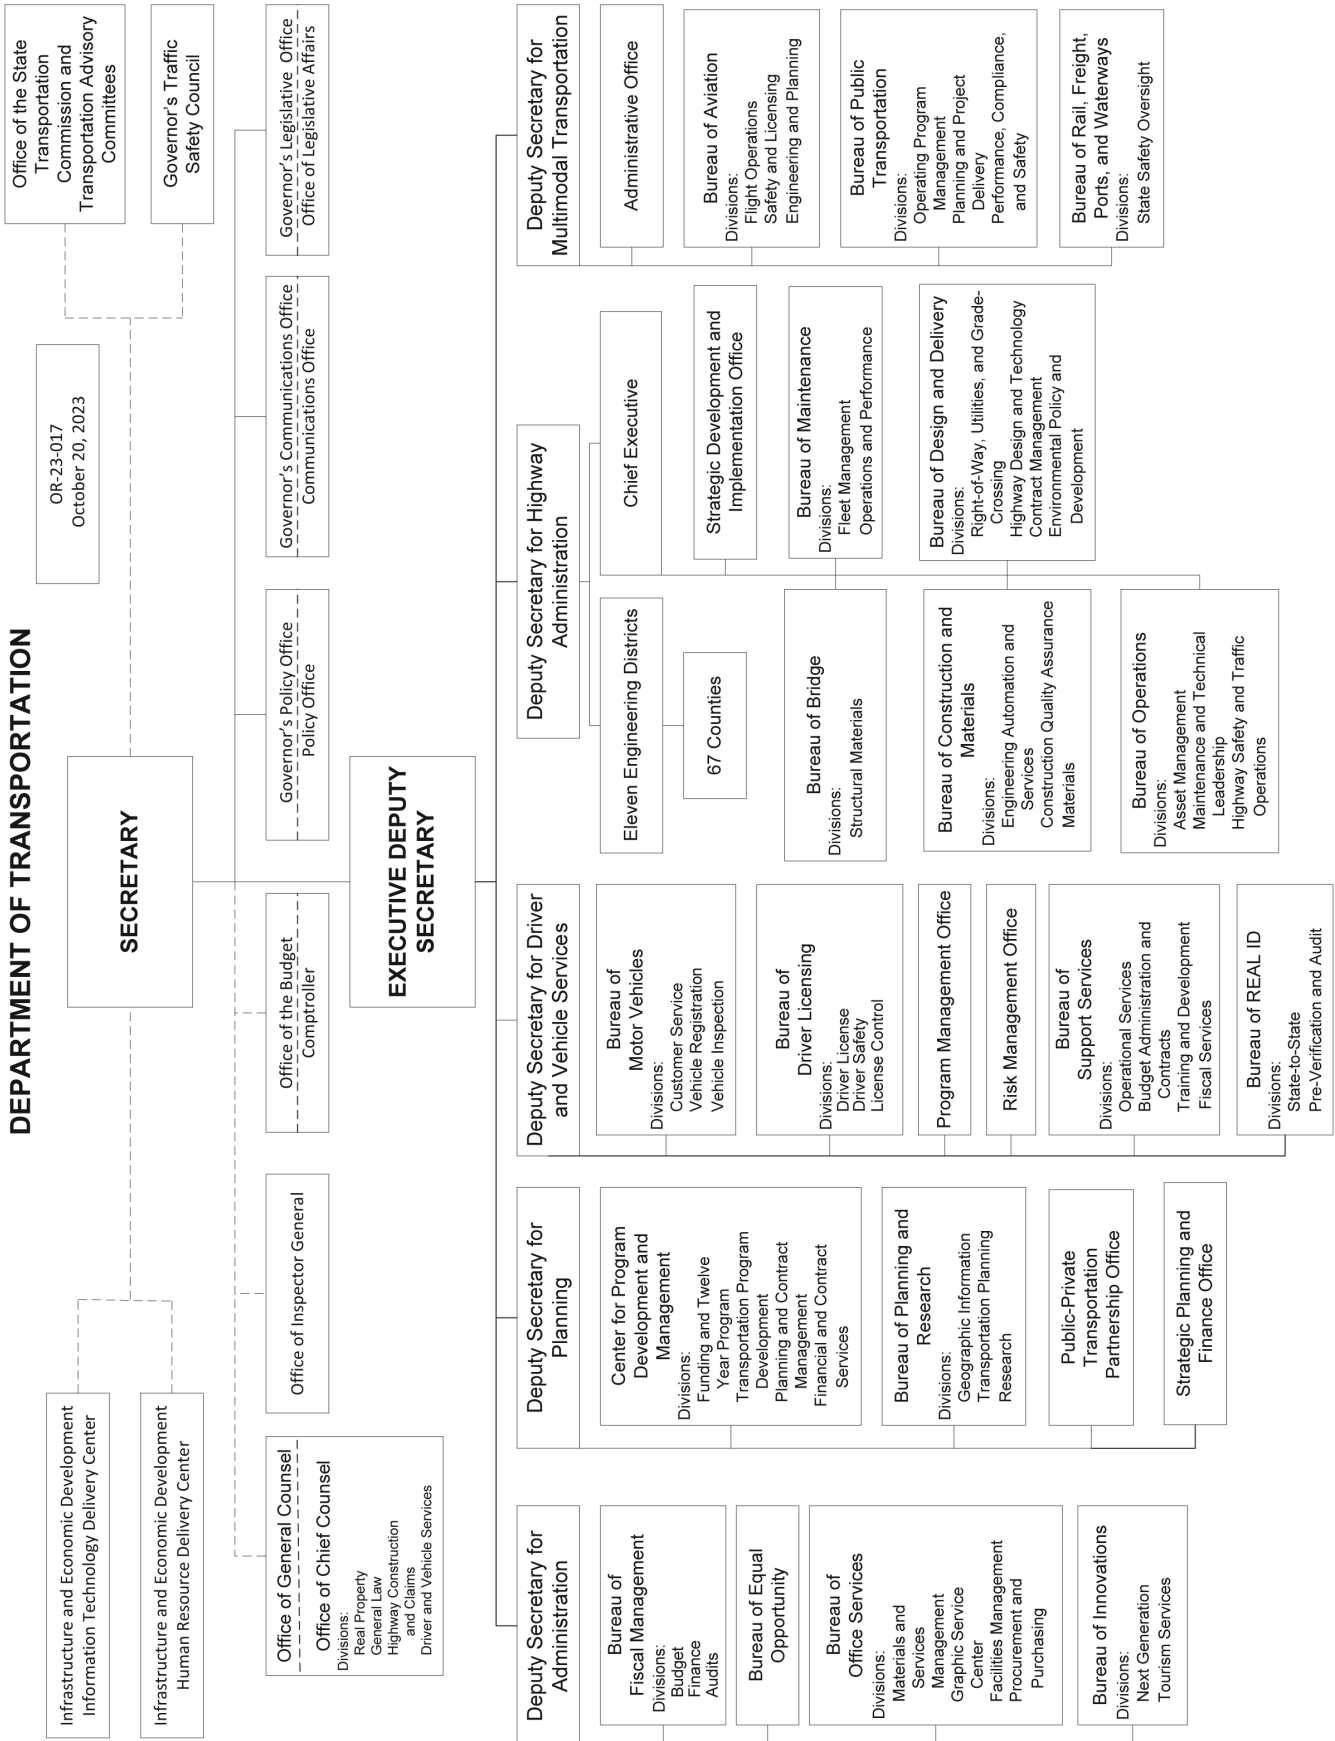 DEPARTMENT OF TRANSPORTATION
OR-23-017
October 20, 2023
Infrastructure and Economic Development
Information Technology Delivery Center
Infrastructure and Economic Development
Human Resource Delivery Center
SECRETARY
Office of the State
Transportation
Commission and
Transportation Advisory
Committees
Governor's Traffic
Safety Council
Office of General Counsel
Office of Chief Counsel
Divisions:
Real Property
General Law
Highway Construction
and Claims
Driver and Vehicle Services
Office of Inspector General
Office of the Budget
Comptroller
Governor's Policy Office
Policy Office
Governor's Communications Office
Communications Office
Governor's Legislative Office
Office of Legislative Affairs
EXECUTIVE DEPUTY
SECRETARY
Deputy Secretary for
Administration
Bureau of
Fiscal Management
Divisions:
Budget
Finance
Audits
Bureau of Equal
Opportunity
Bureau of
Office Services
Divisions:
Materials and
Services
Management
Graphic Service
Center
Facilities Management
Procurement and
Purchasing
Bureau of Innovations
Divisions:
Next Generation
Tourism Services
Deputy Secretary for
Planning
Center for Program
Development and
Management
Divisions:
Funding and Twelve
Year Program
Transportation Program
Development
Planning and Contract
Management
Financial and Contract
Services
Bureau of Planning and
Research
Divisions:
Geographic Information
Transportation Planning
Research
Public-Private
Transportation
Partnership Office
Strategic Planning and
Finance Office
Deputy Secretary for Driver
and Vehicle Services
Bureau of
Motor Vehicles
Divisions:
Customer Service
Vehicle Registration
Vehicle Inspection
Bureau of
Driver Licensing
Divisions:
Driver License
Driver Safety
License Control
Program Management Office
Risk Management Office
Bureau of
Support Services
Divisions:
Operational Services
Budget Administration and
Contracts
Training and Development
Fiscal Services
Bureau of REAL ID
Divisions:
State-to-State
Pre-Verification and Audit
Deputy Secretary for Highway
Administration
Eleven Engineering Districts
67 Counties
Chief Executive
Strategic Development and
Implementation Office
Bureau of Bridge
Divisions:
Structural Materials
Bureau of Maintenance
Divisions:
Fleet Management
Operations and Performance
Bureau of Construction and
Materials
Divisions:
Engineering Automation and
Services
Construction Quality Assurance
Materials
Bureau of Design and Delivery
Divisions:
Right-of-Way, Utilities, and Grade-
Crossing
Highway Design and Technology
Contract Management
Environmental Policy and
Development
Bureau of Operations
Divisions:
Asset Management
Maintenance and Technical
Leadership
Highway Safety and Traffic
Operations
Deputy Secretary for
Multimodal Transportation
Administrative Office
Bureau of Aviation
Divisions:
Flight Operations
Safety and Licensing
Engineering and Planning
Bureau of Public
Transportation
Divisions:
Operating Program
Management
Planning and Project
Delivery
Performance, Compliance,
and Safety
Bureau of Rail, Freight,
Ports, and Waterways
Divisions:
State Safety Oversight